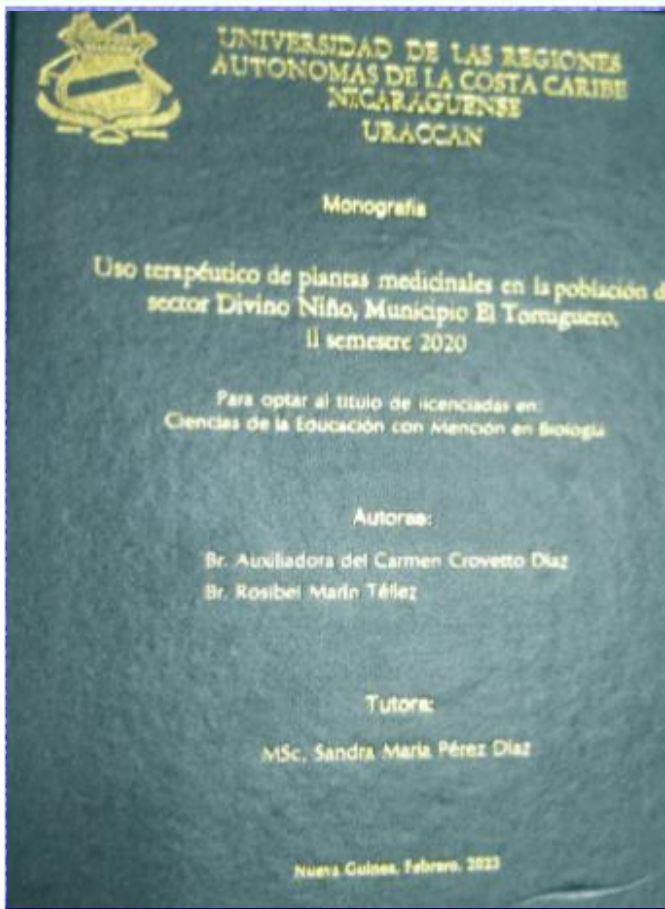 UNIVERSIDAD DE LAS REGIONES
AUTONOMAS DE LA COSTA CARIBE
NICARAGUENSE
URACCAN
Monografía
Uso terapéutico de plantas medicinales en la población d
sector Divino Niño, Municipio El Tortuguero,
II semestre 2020
Para optar al título de licenciadas en:
Ciencias de la Educación con Mención en Biología
Autoras:
Br. Auxiliadora del Carmen Crovetto Díaz
Br. Rosibel Marín Téllez
Tutora:
MSc, Sandra María Pérez Díaz
Nueva Guinea, Febrero, 2023